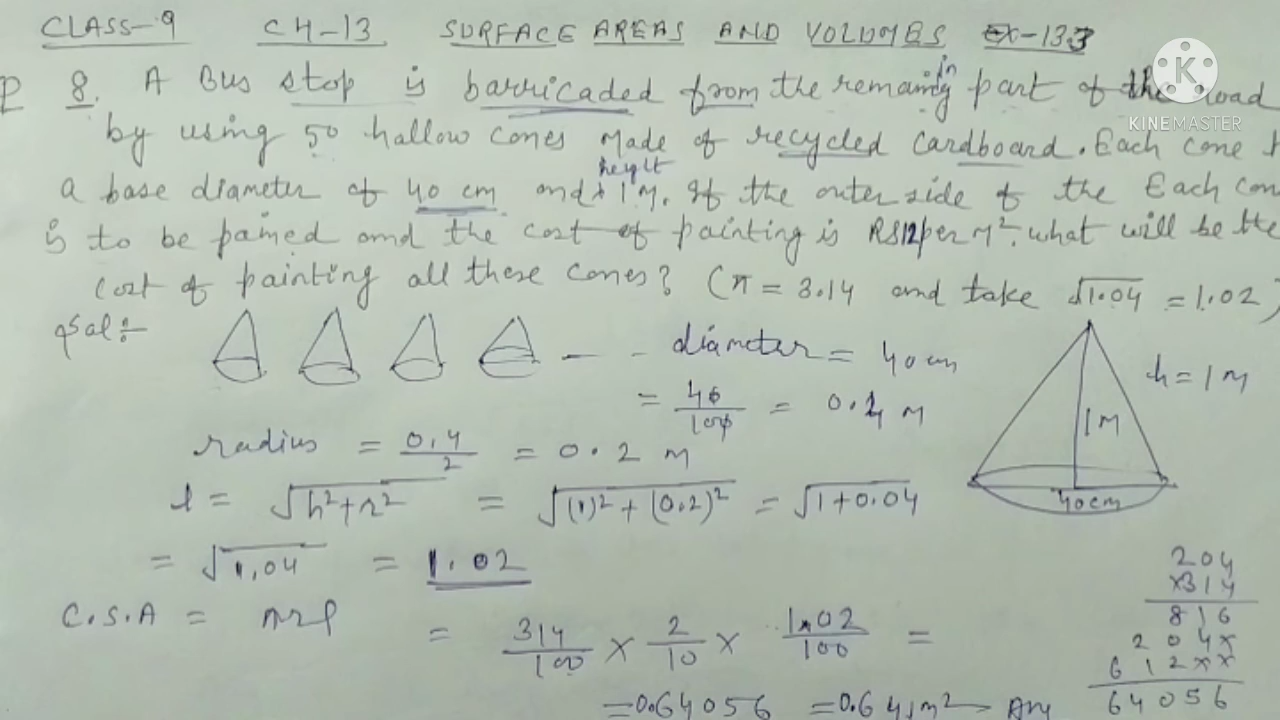 CLASS-9 CH-13 SURFACE AREAS AND VOLUMES EX-13.3
8. A Bus stop is barricaded from the remaining part of the road
by using 50 hallow cones made of recycled cardboard. Each cone
a base diameter of 40 cm and height 1 M. If the outer side of the Each con
is to be pained and the cost of painting is RS12 per M². what will be the
cost of painting all these cones? (π = 3.14 and take √1.04 = 1.02)
Sol:-
diameter = 40 cm
h = 1 M
= 40/100 = 0.4 M
1 M
radius = 0.4/2 = 0.2 M
40 cm
l = √h²+r² = √(1)² + (0.2)² = √1+0.04
= √1.04 = 1.02
C.S.A = πrl = 314/100 × 2/10 × 1.02/100 =
= 0.64056 = 0.641 m² Ans
204
×314
816
204×
612××
64056
KINEMASTER